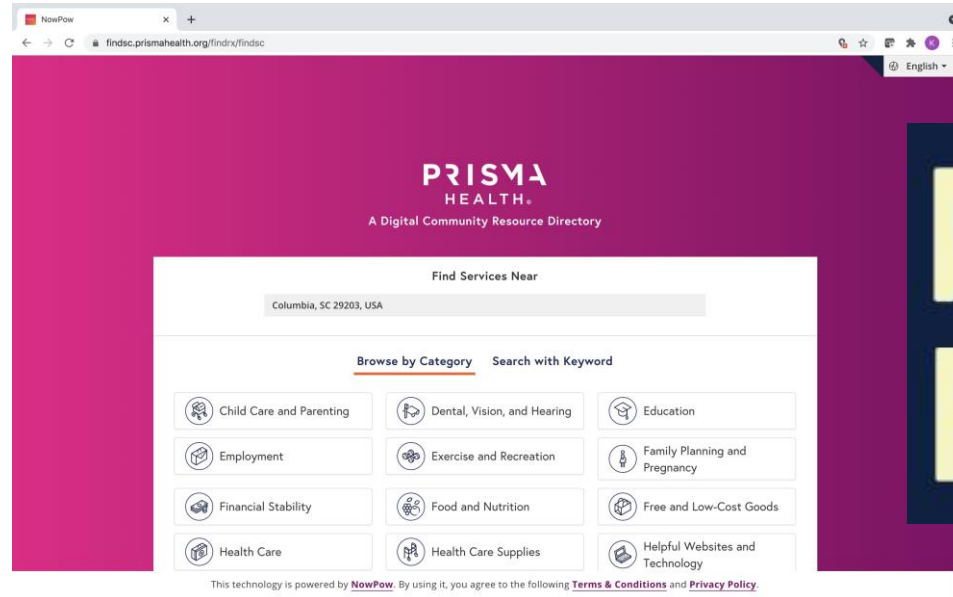 NowPow
findsc.prismahealth.org/findrx/findsc
K
English
PRISMA
HEALTH.
A Digital Community Resource Directory
Find Services Near
Columbia, SC 29203, USA
Browse by Category Search with Keyword
Child Care and Parenting Dental, Vision, and Hearing Education
Employment Exercise and Recreation Family Planning and
Pregnancy
Financial Stability Food and Nutrition Free and Low-Cost Goods
Health Care Health Care Supplies Helpful Websites and
Technology
This technology is powered by NowPow. By using it, you agree to the following Terms & Conditions and Privacy Policy.